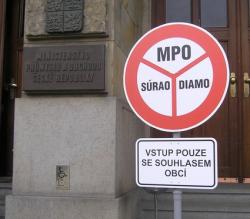 MINISTERSTVO
PRŮMYSLU A OBCHODU
ČESKÉ REPUBLIKY
MPO
SÚRAO
DIAMO
VSTUP POUZE
SE SOUHLASEM
OBCÍ